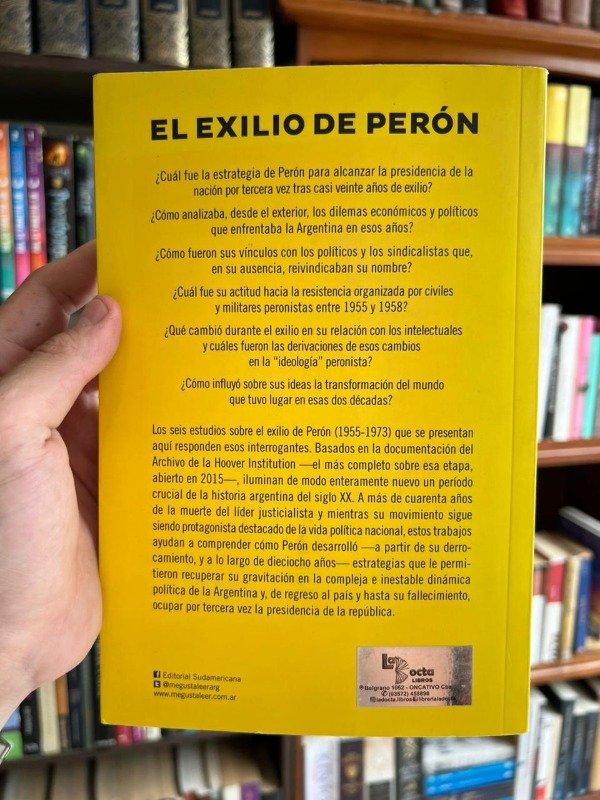 EL EXILIO DE PERÓN
¿Cuál fue la estrategia de Perón para alcanzar la presidencia de la
nación por tercera vez tras casi veinte años de exilio?
¿Cómo analizaba, desde el exterior, los dilemas económicos y políticos
que enfrentaba la Argentina en esos años?
¿Cómo fueron sus vínculos con los políticos y los sindicalistas que,
en su ausencia, reivindicaban su nombre?
¿Cuál fue su actitud hacia la resistencia organizada por civiles
y militares peronistas entre 1955 y 1958?
¿Qué cambió durante el exilio en su relación con los intelectuales
y cuáles fueron las derivaciones de esos cambios
en la “ideología” peronista?
¿Cómo influyó sobre sus ideas la transformación del mundo
que tuvo lugar en esas dos décadas?
Los seis estudios sobre el exilio de Perón (1955-1973) que se presentan
aquí responden esos interrogantes. Basados en la documentación del
Archivo de la Hoover Institution —el más completo sobre esa etapa,
abierto en 2015—, iluminan de modo enteramente nuevo un período
crucial de la historia argentina del siglo XX. A más de cuarenta años
de la muerte del líder justicialista y mientras su movimiento sigue
siendo protagonista destacado de la vida política nacional, estos trabajos
ayudan a comprender cómo Perón desarrolló —a partir de su derro-
camiento, y a lo largo de dieciocho años— estrategias que le permi-
tieron recuperar su gravitación en la compleja e inestable dinámica
política de la Argentina y, de regreso al país y hasta su fallecimiento,
ocupar por tercera vez la presidencia de la república.
Editorial Sudamericana
@megustaleerarg
www.megustaleer.com.ar
La Docta
LIBROS
Belgrano 1062 - ONCATIVO Cba